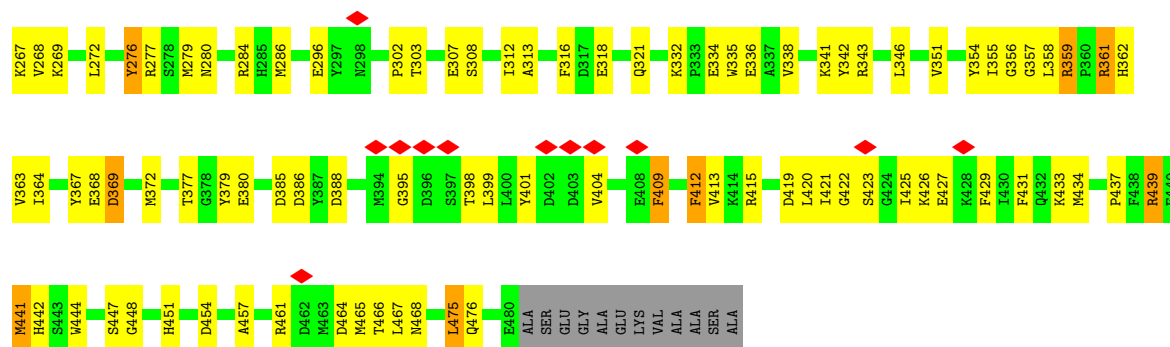 K267 V268 K269 L272 Y276 R277 S278 M279 N280 R284 H285 M286 E296 Y297 N298 P302 T303 E307 S308 I312 A313 F316 D317 E318 Q321 K332 P333 E334 W335 E336 A337 V338 K341 Y342 R343 L346 V351 Y354 I355 G356 G357 L358 R359 P360 R361 H362
V363 I364 Y367 E368 D369 M372 T377 G378 Y379 E380 D385 D386 Y387 D388 M394 G395 D396 S397 T398 L399 L400 Y401 D402 D403 V404 E408 F409 F412 V413 K414 R415 D419 L420 I421 G422 S423 G424 I425 K426 E427 K428 F429 I430 F431 Q432 K433 M434 P437 F438 R439
M441 H442 S443 W444 S447 G448 H451 D454 A457 R461 D462 M463 D464 M465 T466 L467 N468 L475 Q476 E480 ALA SER GLU GLY ALA GLU LYS VAL ALA ALA SER ALA